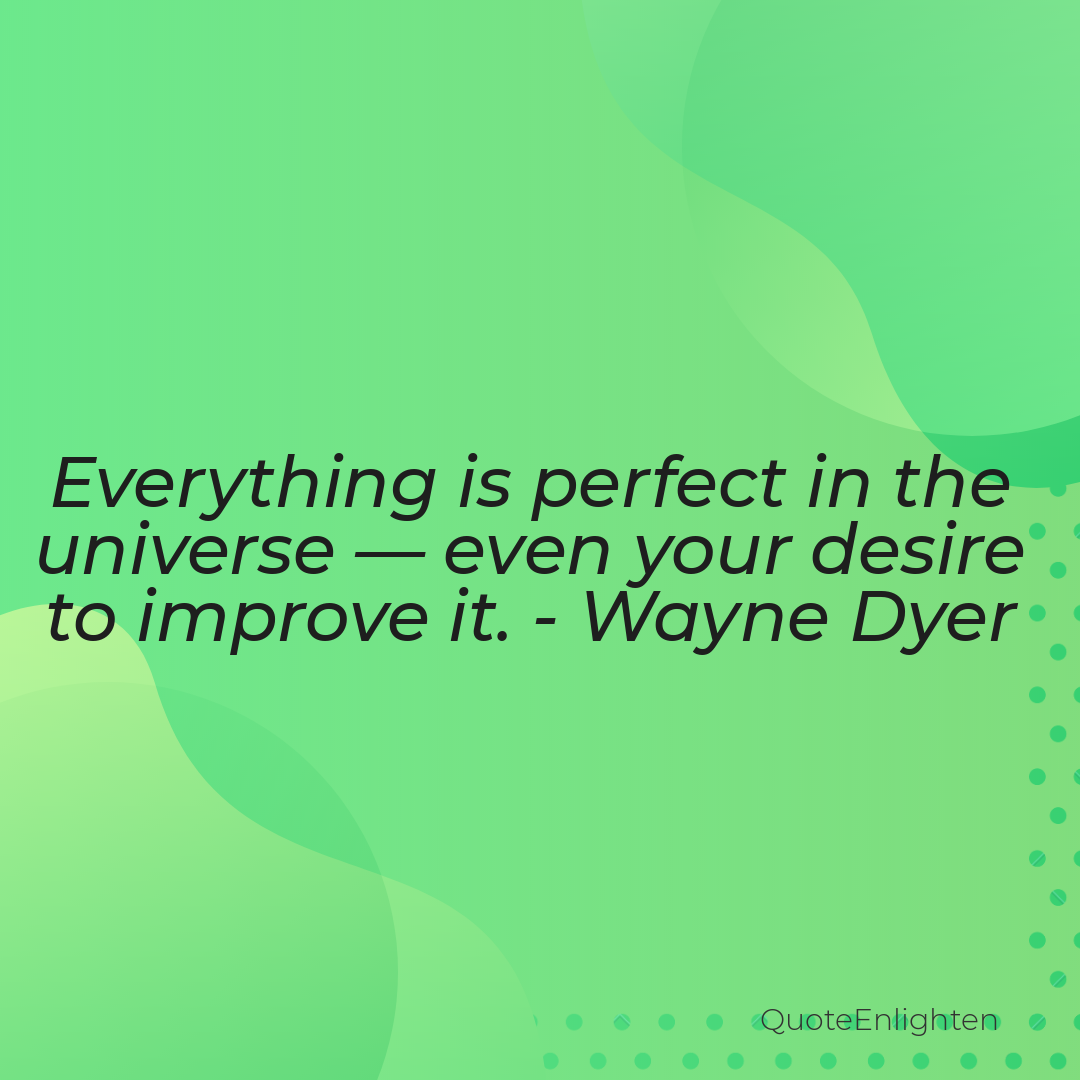 Everything is perfect in the
universe — even your desire
to improve it. - Wayne Dyer
QuoteEnlighten